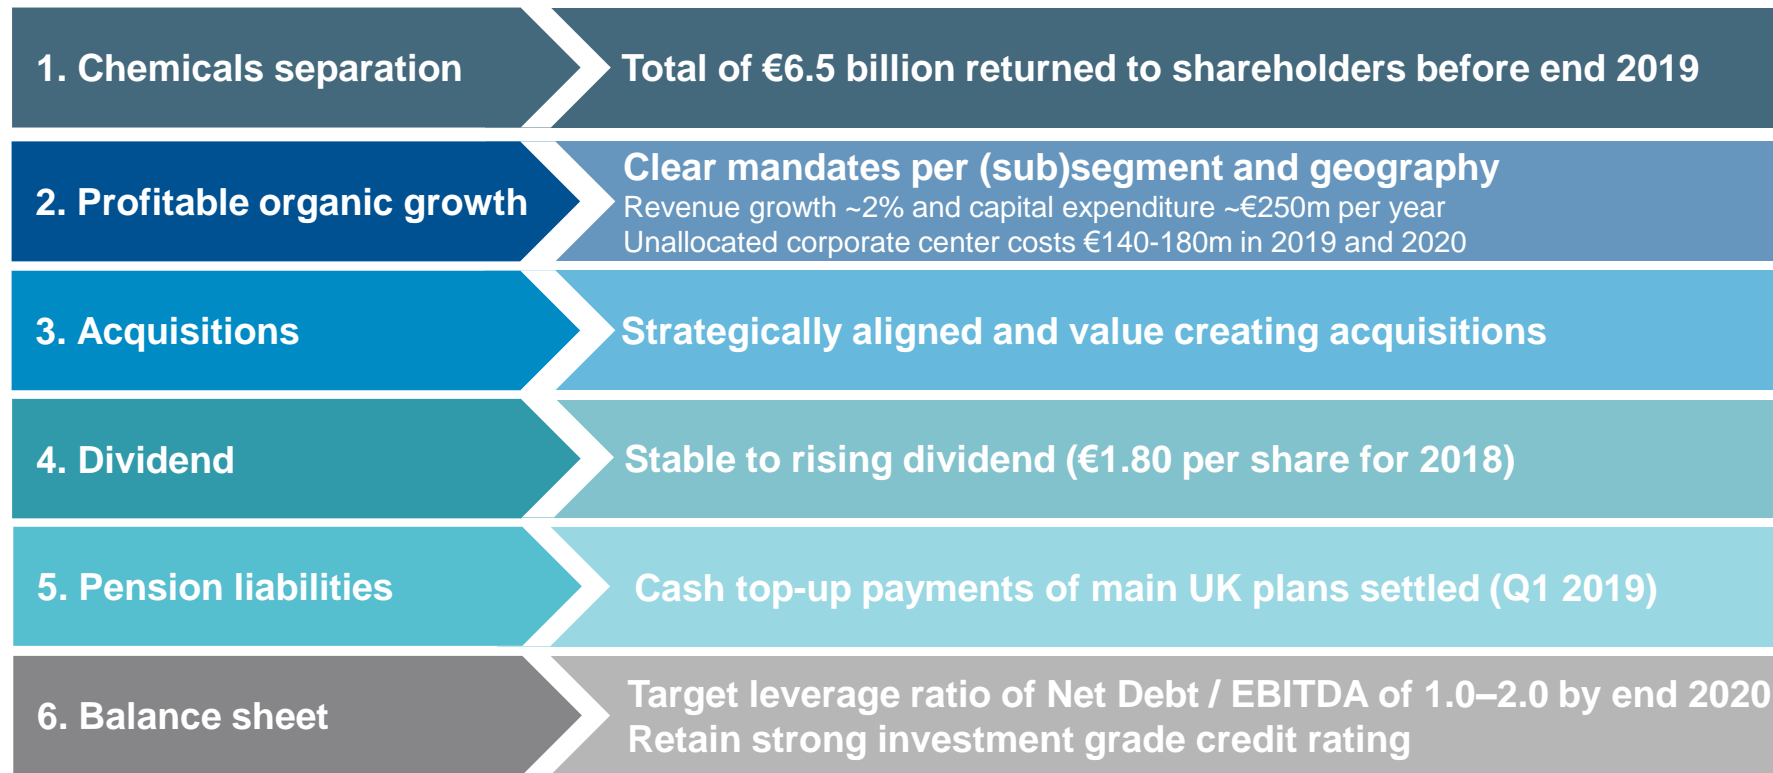 1. Chemicals separation
Total of €6.5 billion returned to shareholders before end 2019
2. Profitable organic growth
Clear mandates per (sub)segment and geography
Revenue growth ~2% and capital expenditure ~€250m per year
Unallocated corporate center costs €140-180m in 2019 and 2020
3. Acquisitions
Strategically aligned and value creating acquisitions
4. Dividend
Stable to rising dividend (€1.80 per share for 2018)
5. Pension liabilities
Cash top-up payments of main UK plans settled (Q1 2019)
6. Balance sheet
Target leverage ratio of Net Debt / EBITDA of 1.0–2.0 by end 2020
Retain strong investment grade credit rating